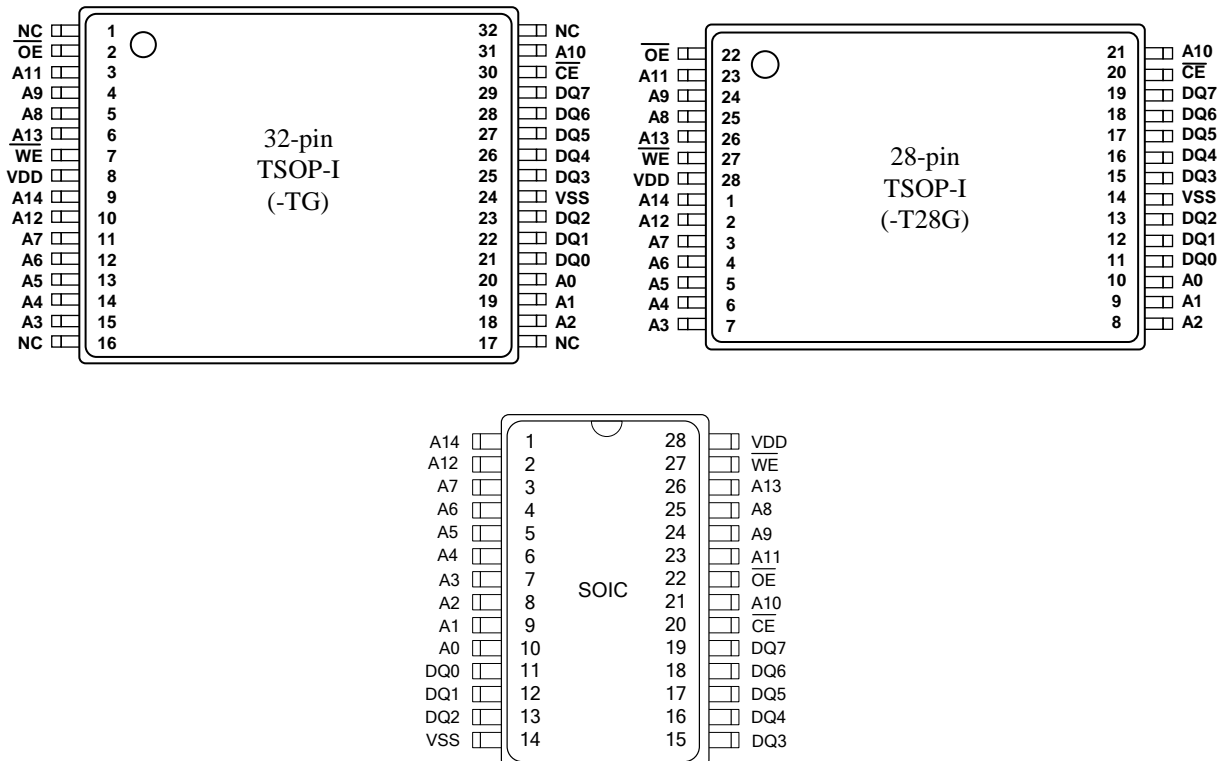 NC 1 32 NC
OE 2 31 A10
A11 3 30 CE
A9 4 29 DQ7
A8 5 28 DQ6
A13 6 27 DQ5
WE 7 26 DQ4
VDD 8 25 DQ3
A14 9 24 VSS
A12 10 23 DQ2
A7 11 22 DQ1
A6 12 21 DQ0
A5 13 20 A0
A4 14 19 A1
A3 15 18 A2
NC 16 17 NC
32-pin
TSOP-I
(-TG)
OE 22 21 A10
A11 23 20 CE
A9 24 19 DQ7
A8 25 18 DQ6
A13 26 17 DQ5
WE 27 16 DQ4
VDD 28 15 DQ3
A14 1 14 VSS
A12 2 13 DQ2
A7 3 12 DQ1
A6 4 11 DQ0
A5 5 10 A0
A4 6 9 A1
A3 7 8 A2
28-pin
TSOP-I
(-T28G)
A14 1 28 VDD
A12 2 27 WE
A7 3 26 A13
A6 4 25 A8
A5 5 24 A9
A4 6 23 A11
A3 7 22 OE
A2 8 21 A10
A1 9 20 CE
A0 10 19 DQ7
DQ0 11 18 DQ6
DQ1 12 17 DQ5
DQ2 13 16 DQ4
VSS 14 15 DQ3
SOIC